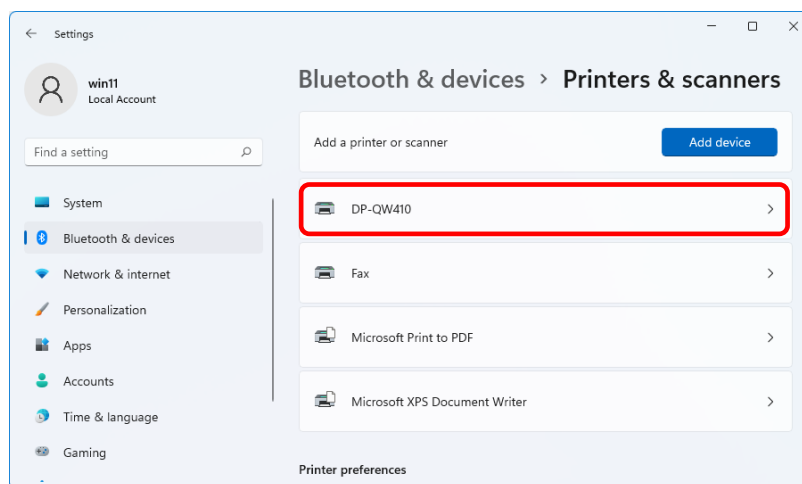 Settings
win11
Local Account
Find a setting
System
Bluetooth & devices
Network & internet
Personalization
Apps
Accounts
Time & language
Gaming
Bluetooth & devices > Printers & scanners
Add a printer or scanner
Add device
DP-QW410
Fax
Microsoft Print to PDF
Microsoft XPS Document Writer
Printer preferences